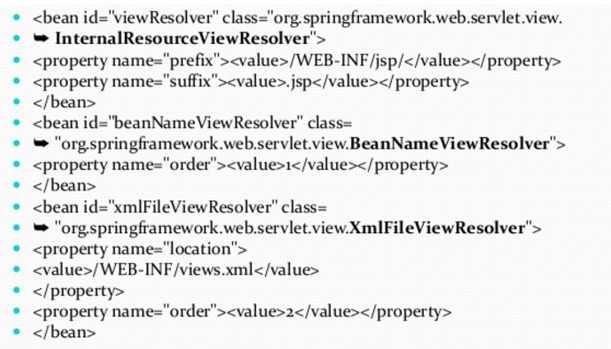 • <bean id="viewResolver" class="org.springframework.web.servlet.view.
• ➥ InternalResourceViewResolver">
• <property name="prefix"><value>/WEB-INF/jsp/</value></property>
• <property name="suffix"><value>.jsp</value></property>
• </bean>
• <bean id="beanNameViewResolver" class=
• ➥ "org.springframework.web.servlet.view.BeanNameViewResolver">
• <property name="order"><value>1</value></property>
• </bean>
• <bean id="xmlFileViewResolver" class=
• ➥ "org.springframework.web.servlet.view.XmlFileViewResolver">
• <property name="location">
• <value>/WEB-INF/views.xml</value>
• </property>
• <property name="order"><value>2</value></property>
• </bean>